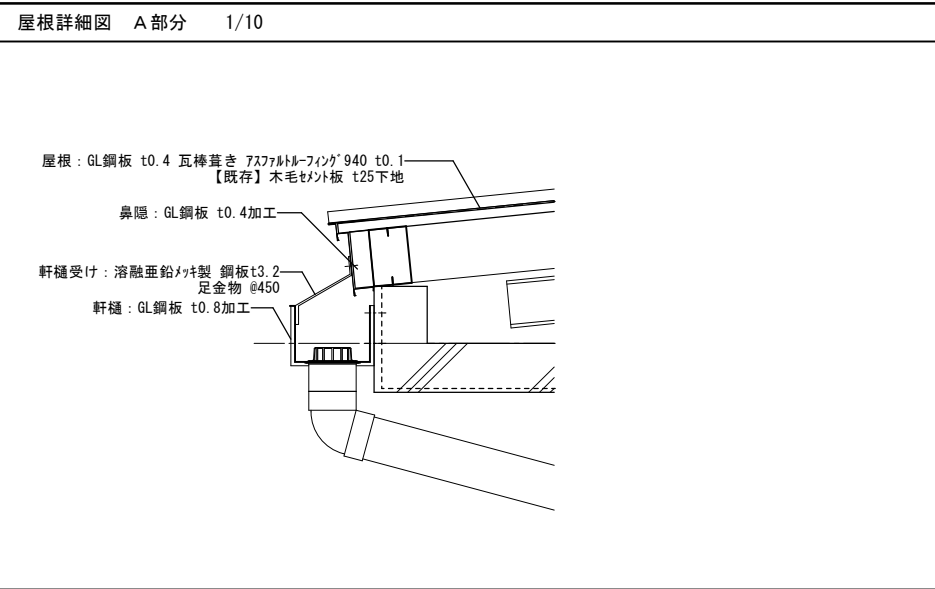 屋根詳細図　A部分　　1/10
屋根：GL鋼板 t0.4 瓦棒葺き ｱｽﾌｧﾙﾄﾙｰﾌｨﾝｸﾞ940 t0.1
【既存】木毛ｾﾒﾝﾄ板 t25下地
鼻隠：GL鋼板 t0.4加工
軒樋受け：溶融亜鉛ﾒｯｷ製 鋼板t3.2
足金物 @450
軒樋：GL鋼板 t0.8加工